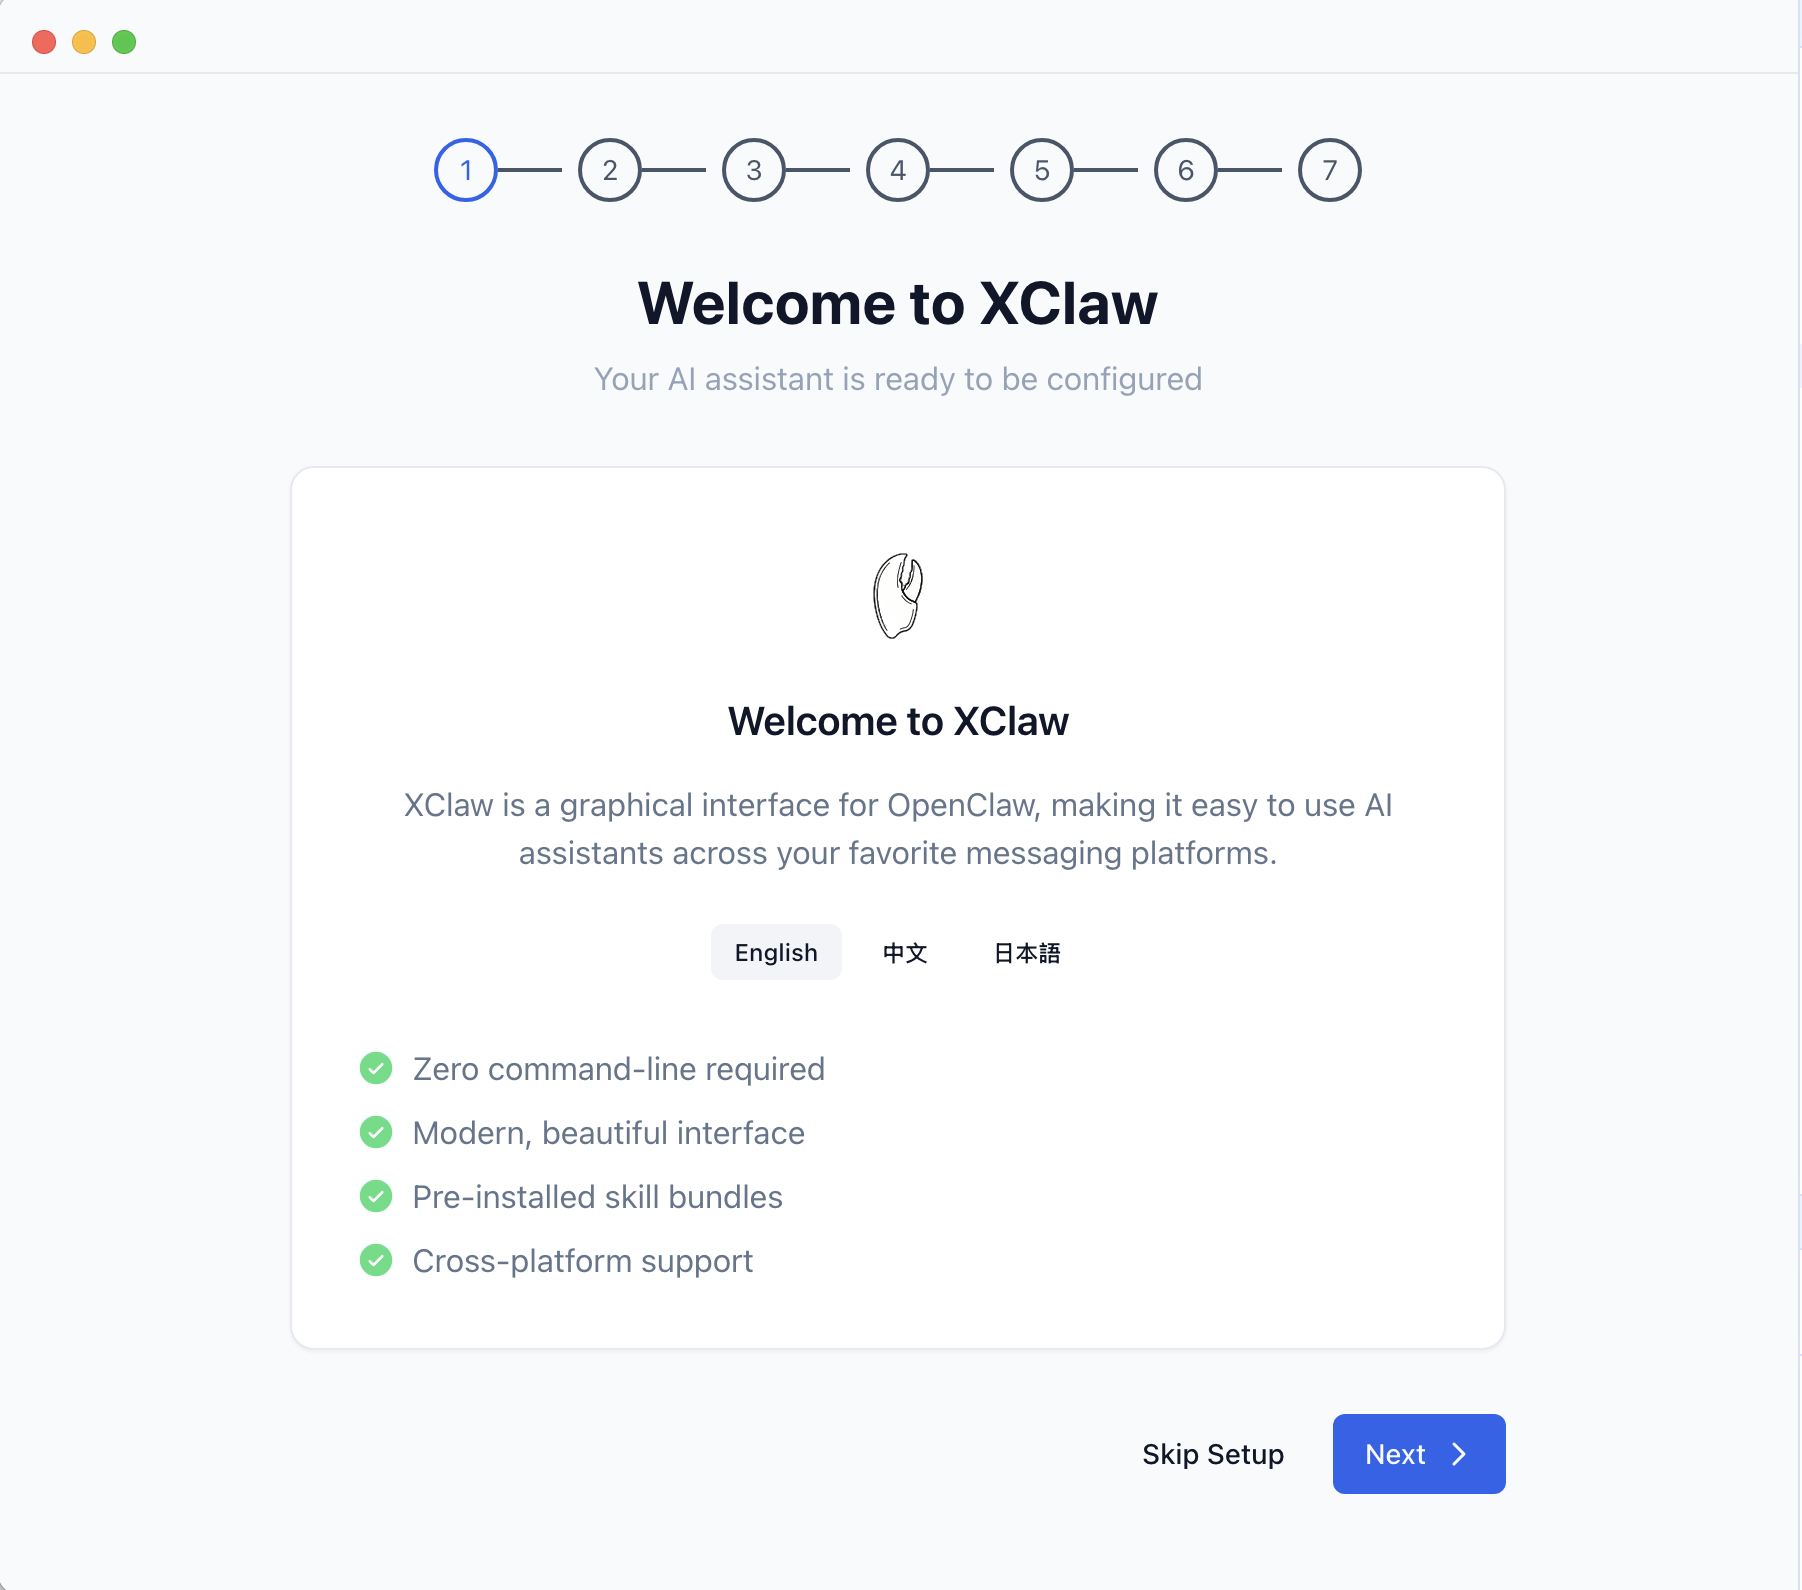 1 2 3 4 5 6 7
Welcome to XClaw
Your AI assistant is ready to be configured
Welcome to XClaw
XClaw is a graphical interface for OpenClaw, making it easy to use AI
assistants across your favorite messaging platforms.
English 中文 日本語
Zero command-line required
Modern, beautiful interface
Pre-installed skill bundles
Cross-platform support
Skip Setup Next